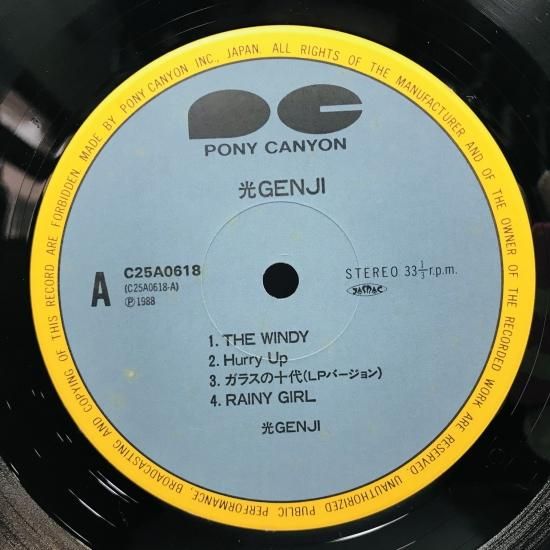 MADE BY PONY CANYON INC., JAPAN. ALL RIGHTS OF THE MANUFACTURER AND OF THE OWNER OF THE RECORDED WORK ARE RESERVED. UNAUTHORIZED PUBLIC PERFORMANCE, BROADCASTING AND COPYING OF THIS RECORD ARE FORBIDDEN.
PC
PONY CANYON
光GENJI
A
C25A0618
(C25A0618-A)
Ⓟ1988
STEREO 33⅓r.p.m.
JASRAC
1. THE WINDY
2. Hurry Up
3. ガラスの十代(LPバージョン)
4. RAINY GIRL
光GENJI